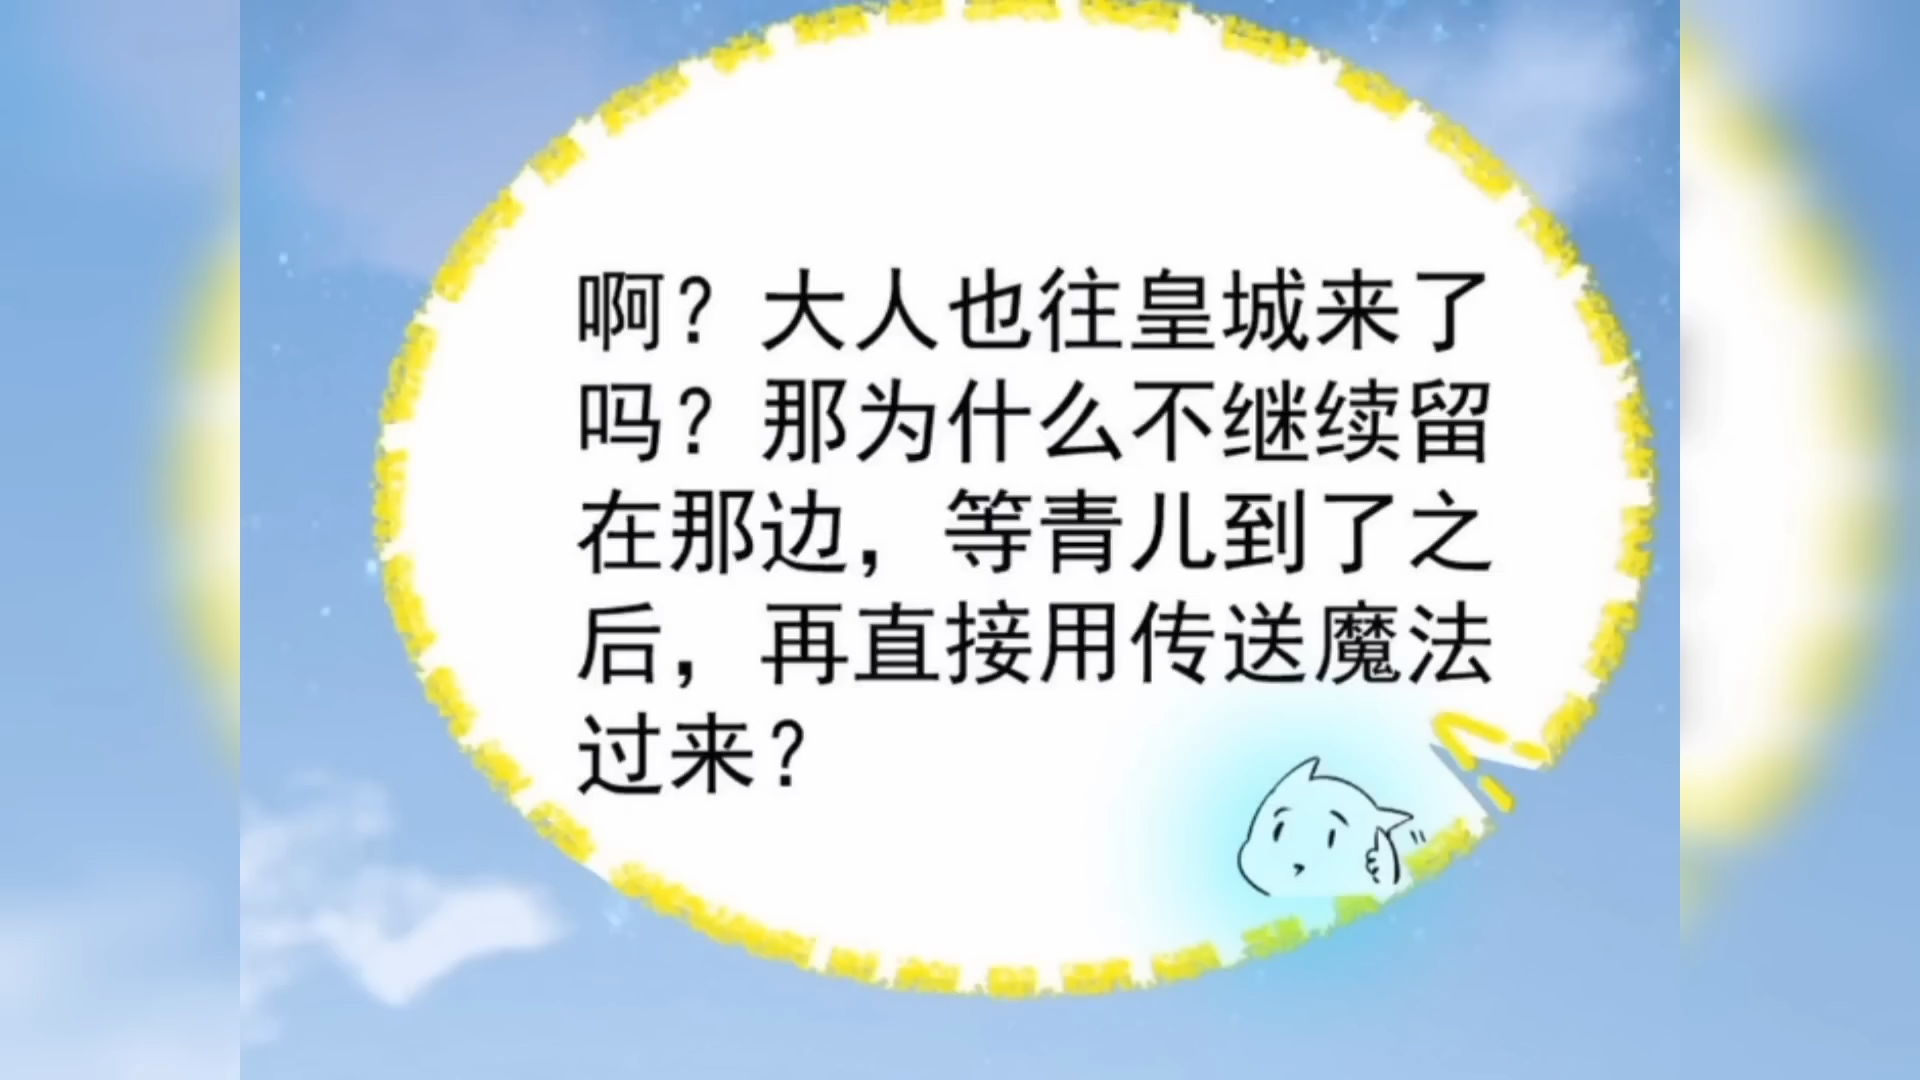 啊？大人也往皇城来了
吗？那为什么不继续留
在那边，等青儿到了之
后，再直接用传送魔法
过来？